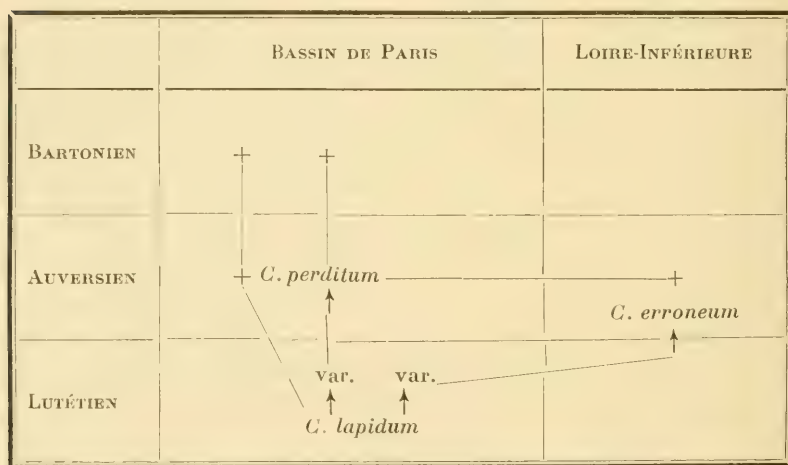 BASSIN DE PARIS LOIRE-INFÉRIEURE
BARTONIEN + +
AUVERSIEN + C. perditum +
C. erroneum
var. var.
LUTÉTIEN
C. lapidum